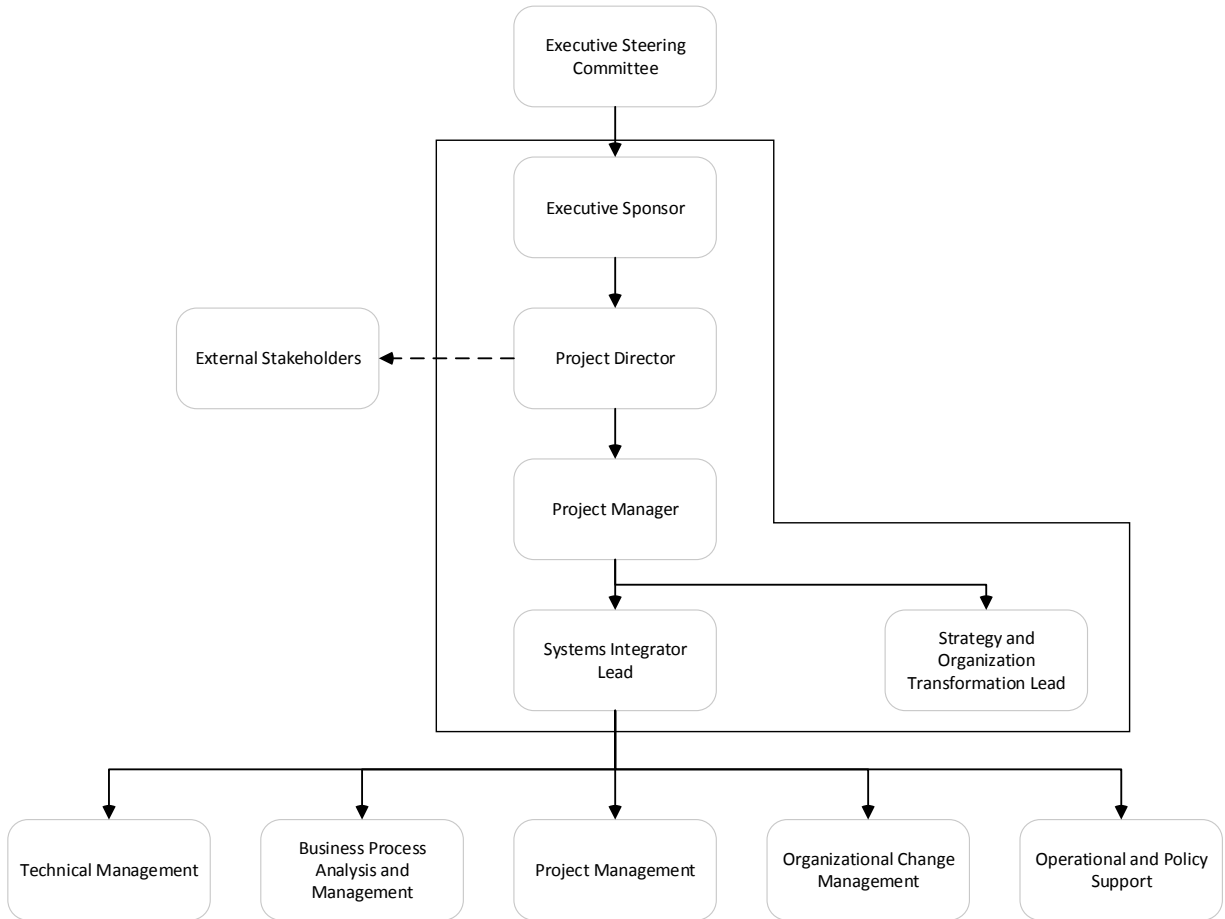 Executive Steering
Committee
Executive Sponsor
External Stakeholders
Project Director
Project Manager
Systems Integrator
Lead
Strategy and
Organization
Transformation Lead
Technical Management
Business Process
Analysis and
Management
Project Management
Organizational Change
Management
Operational and Policy
Support